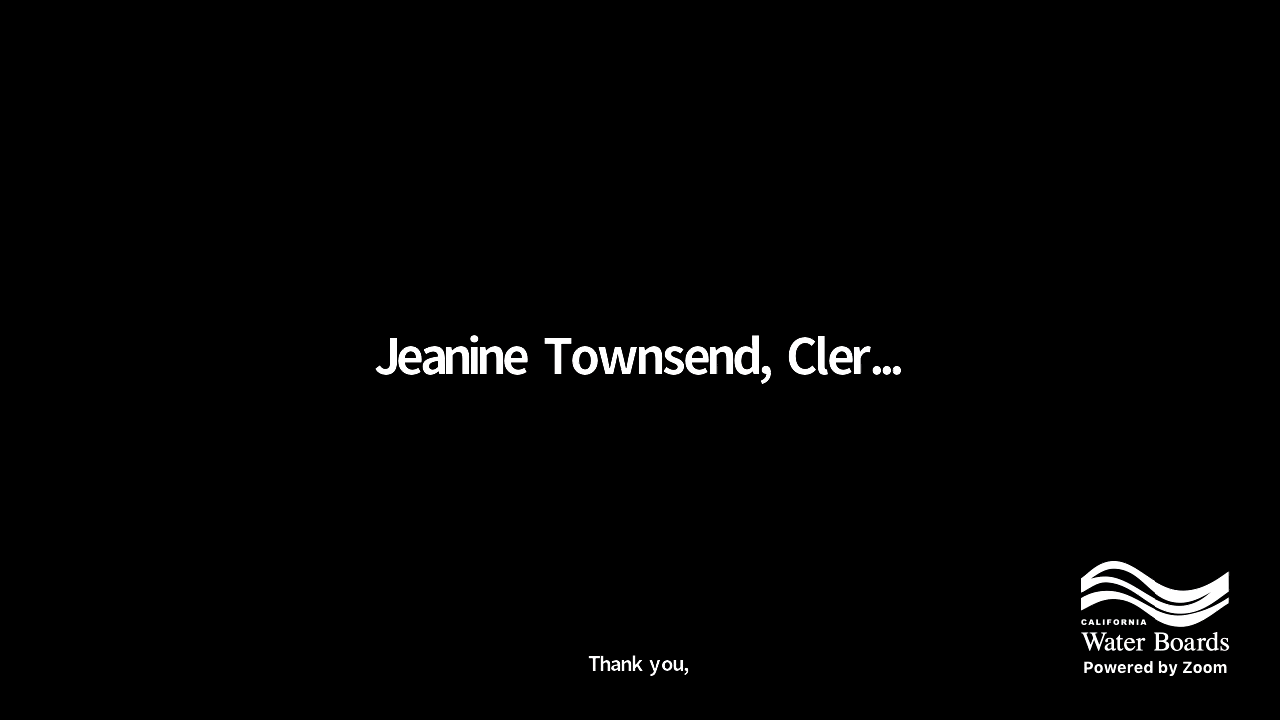 Jeanine Townsend, Cler...
CALIFORNIA
Water Boards
Thank you,
Powered by Zoom